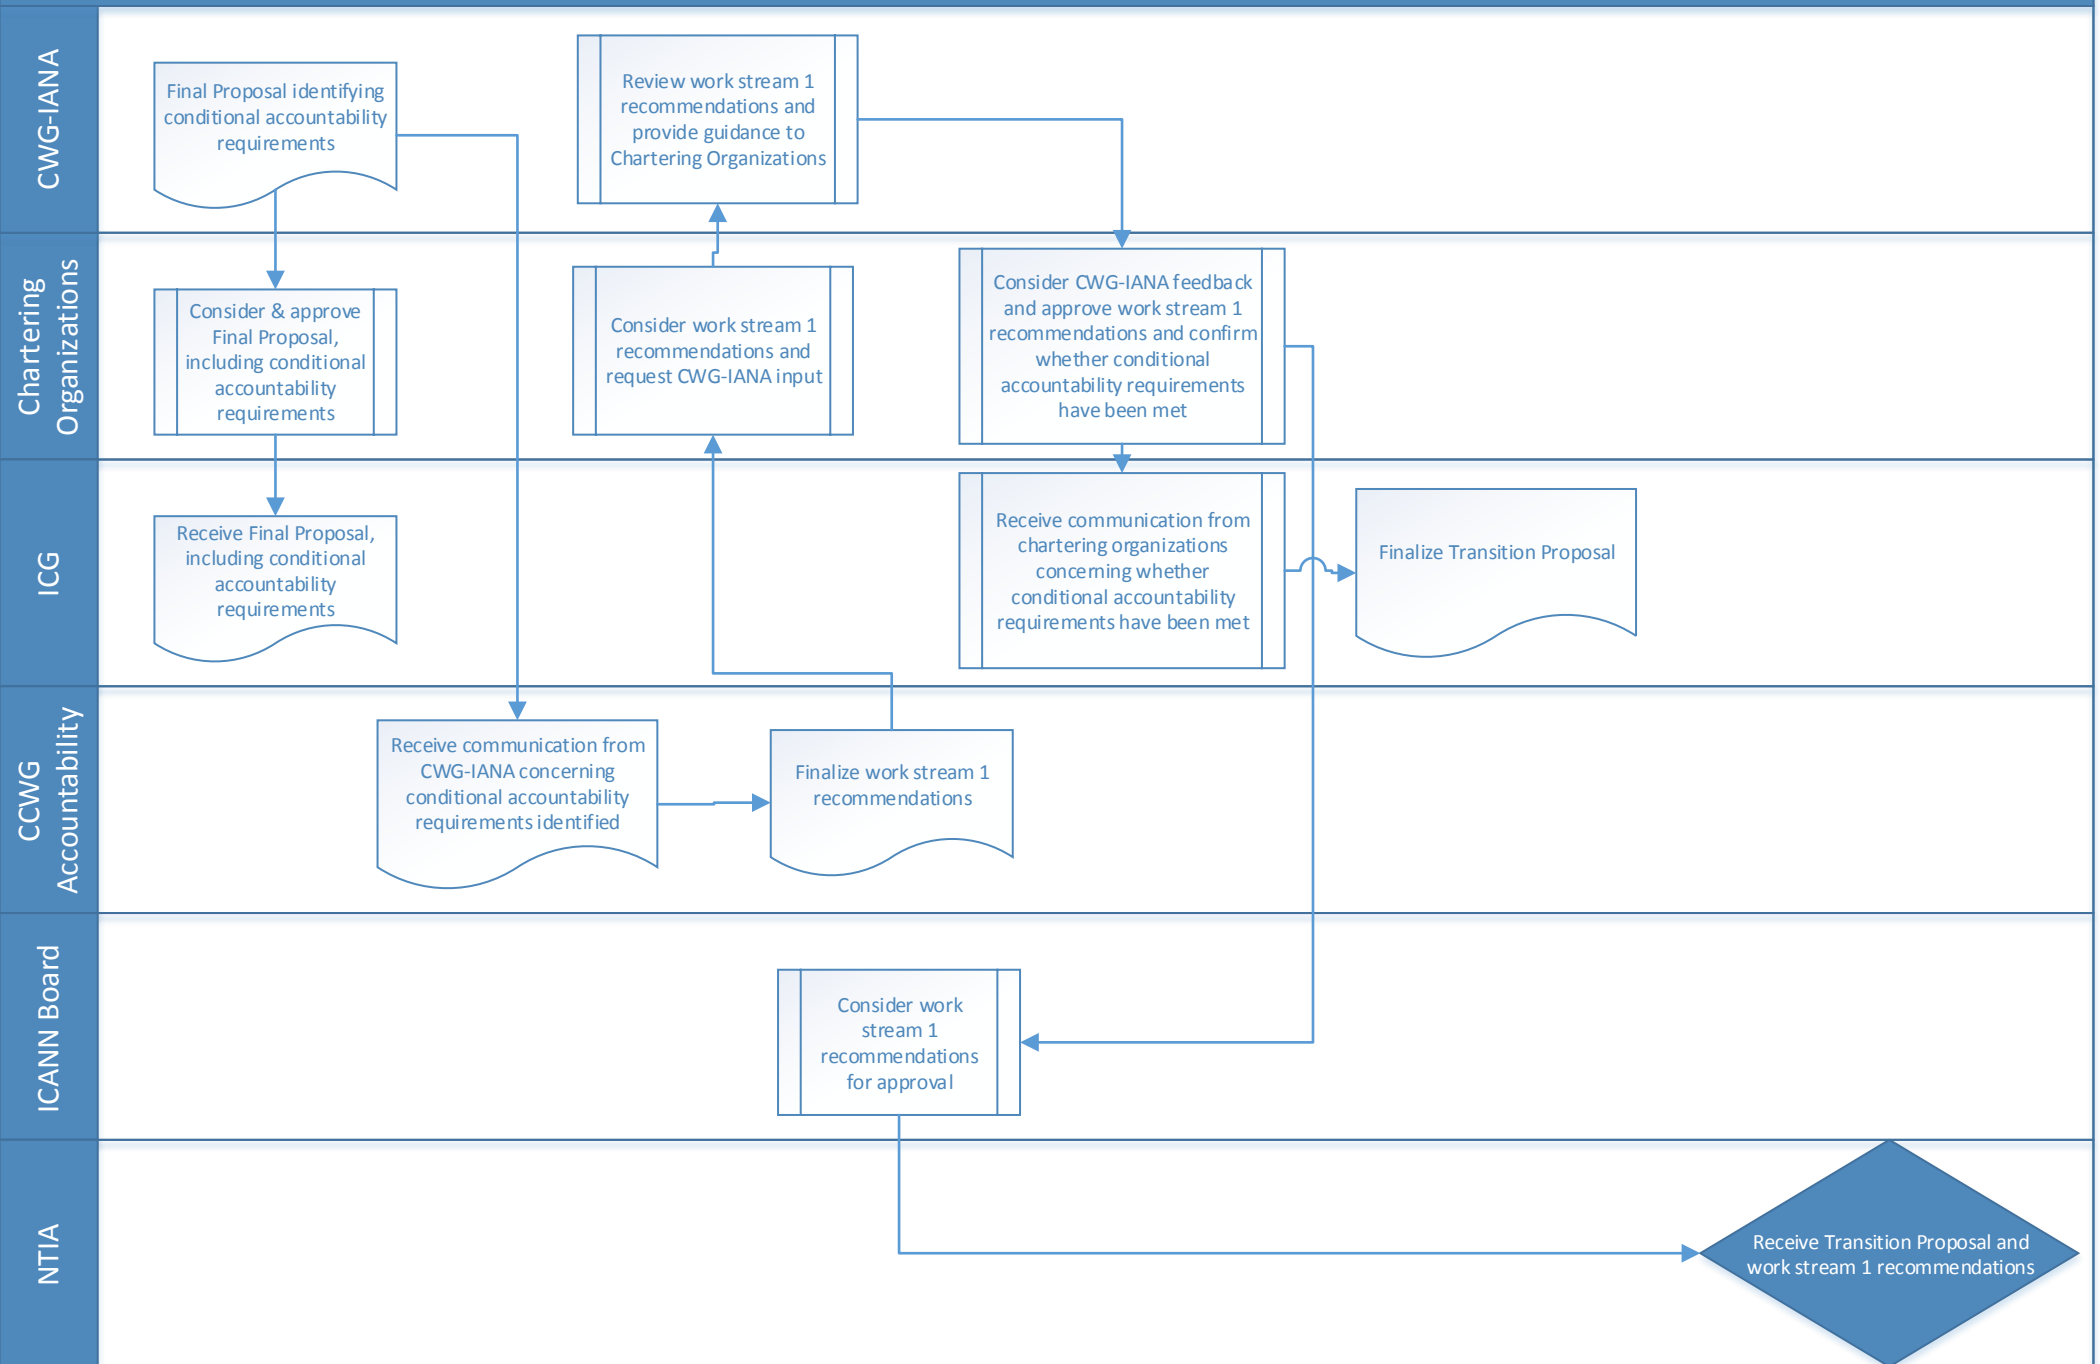 CWG-IANA
Final Proposal identifying
conditional accountability
requirements
Review work stream 1
recommendations and
provide guidance to
Chartering Organizations
Chartering
Organizations
Consider & approve
Final Proposal,
including conditional
accountability
requirements
Consider work stream 1
recommendations and
request CWG-IANA input
Consider CWG-IANA feedback
and approve work stream 1
recommendations and confirm
whether conditional
accountability requirements
have been met
ICG
Receive Final Proposal,
including conditional
accountability
requirements
Receive communication from
chartering organizations
concerning whether
conditional accountability
requirements have been met
Finalize Transition Proposal
CCWG
Accountability
Receive communication from
CWG-IANA concerning
conditional accountability
requirements identified
Finalize work stream 1
recommendations
ICANN Board
Consider work
stream 1
recommendations
for approval
NTIA
Receive Transition Proposal and
work stream 1 recommendations